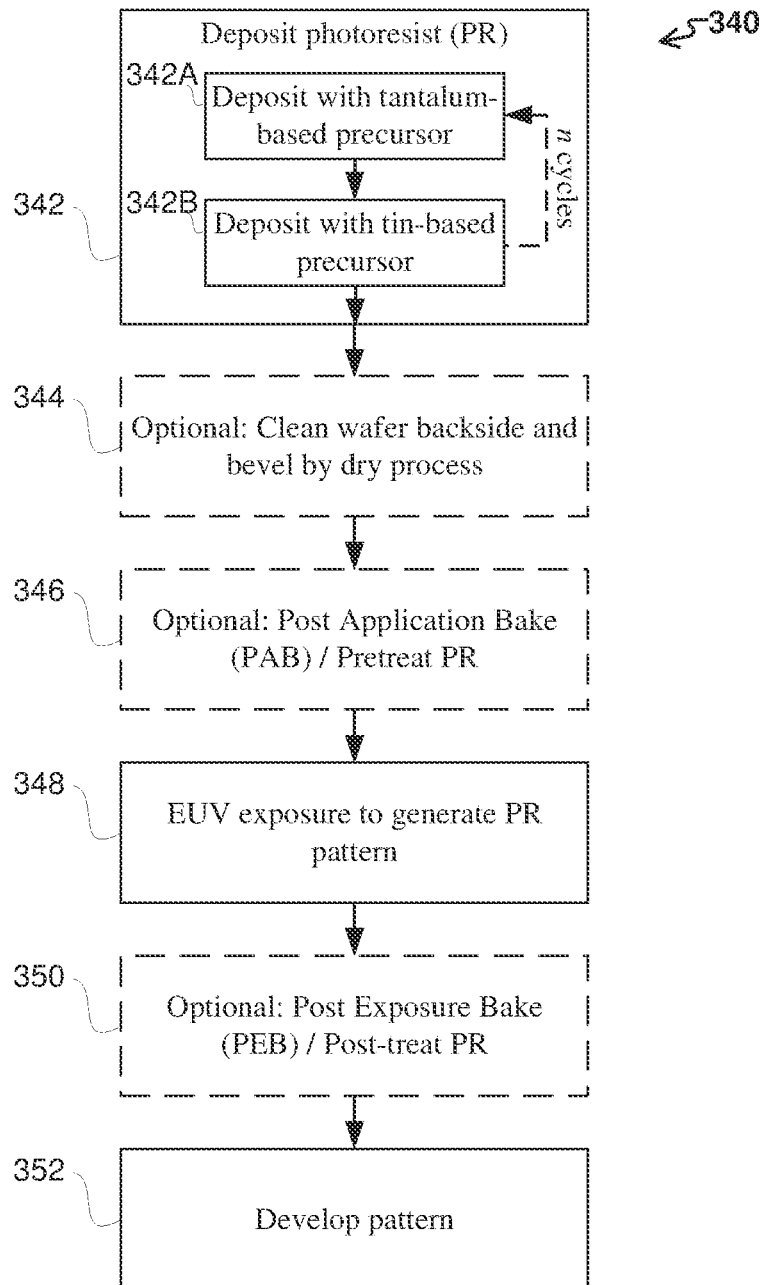 340
Deposit photoresist (PR)
342A
Deposit with tantalum-
based precursor
n cycles
342
342B
Deposit with tin-based
precursor
344
Optional: Clean wafer backside and
bevel by dry process
346
Optional: Post Application Bake
(PAB) / Pretreat PR
348
EUV exposure to generate PR
pattern
350
Optional: Post Exposure Bake
(PEB) / Post-treat PR
352
Develop pattern